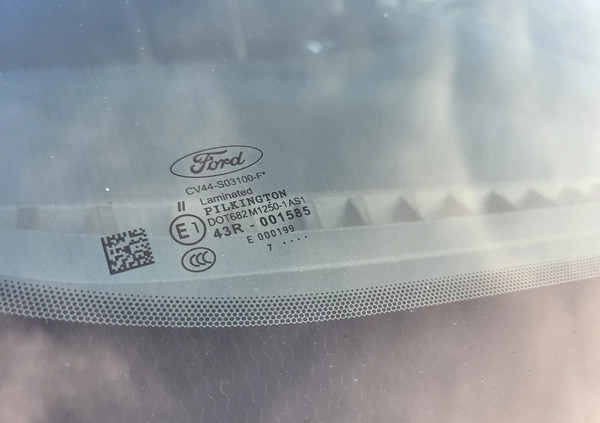 Ford
CV44-S03100-F*
II Laminated
PILKINGTON
DOT682 M1250-1 AS1
E1 43R - 001585
E 000199
CCC 7 ....